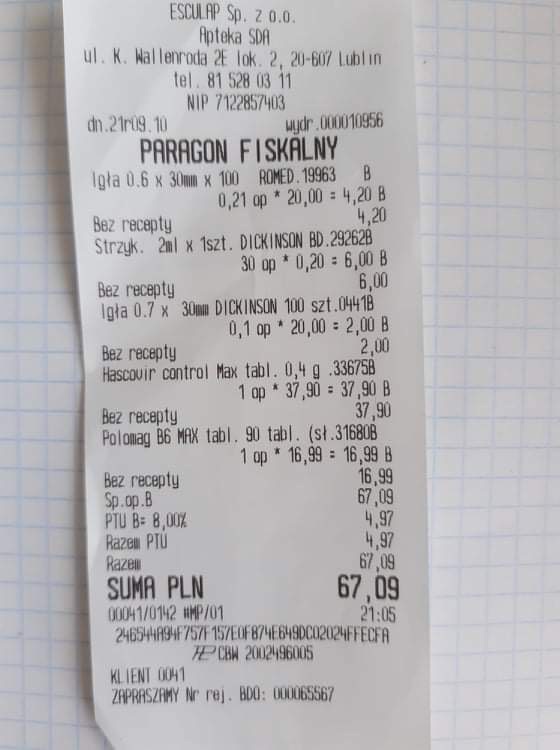 ESCULAP Sp. z o.o.
Apteka SDA
ul. K. Wallenroda 2E lok. 2, 20-607 Lublin
tel. 81 528 03 11
NIP 7122857403
dn.21r09.10 wydr.000010956
PARAGON FISKALNY
Igła 0.6 x 30mm x 100 ROMED.19963 B
0,21 op * 20,00 = 4,20 B
4,20
Bez recepty
Strzyk. 2ml x 1szt. DICKINSON BD.29262B
30 op * 0,20 = 6,00 B
6,00
Bez recepty
Igła 0.7 x 30mm DICKINSON 100 szt.0441B
0,1 op * 20,00 = 2,00 B
2,00
Bez recepty
Hascovir control Max tabl. 0,4 g .33675B
1 op * 37,90 = 37,90 B
37,90
Bez recepty
Polomag B6 MAX tabl. 90 tabl. (sł.31680B
1 op * 16,99 = 16,99 B
16,99
Bez recepty
Sp.op.B 67,09
PTU B= 8,00% 4,97
Razem PTU 4,97
Razem 67,09
SUMA PLN 67,09
00041/0142 #MP/01 21:05
246544A94F757F157E0F874E649DC02024FFECFA
CBW 2002496005
KLIENT 0041
ZAPRASZAMY Nr rej. BDO: 000065567